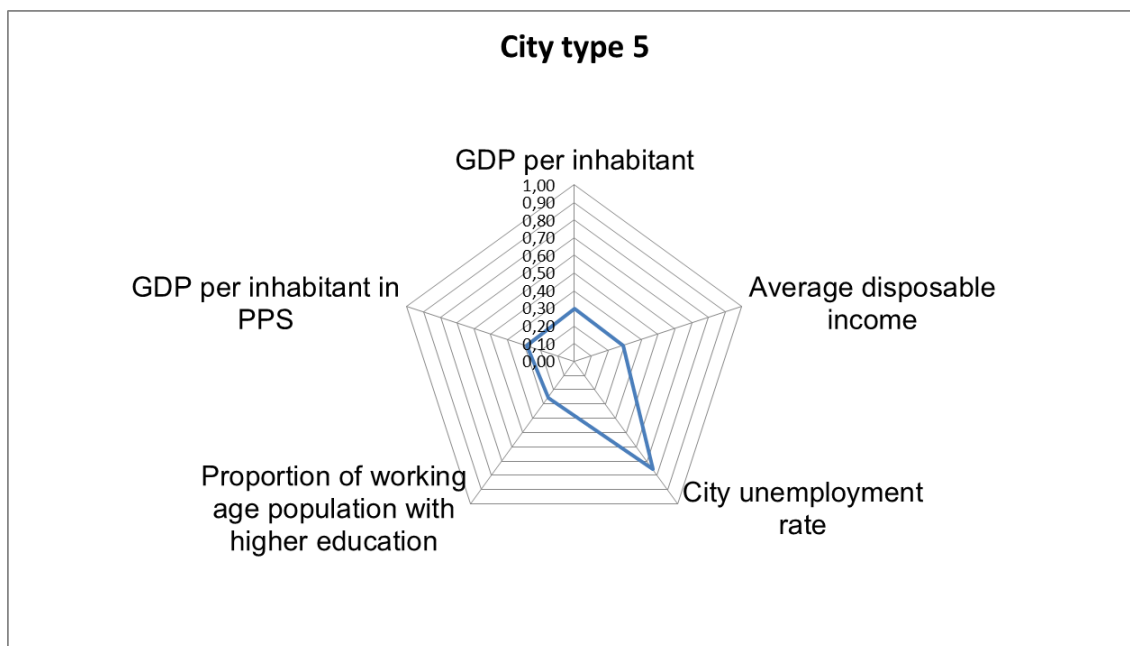 City type 5
GDP per inhabitant
1,00
0,90
0,80
0,70
0,60
0,50
0,40
0,30
0,20
0,10
0,00
Average disposable
income
City unemployment
rate
Proportion of working
age population with
higher education
GDP per inhabitant in
PPS